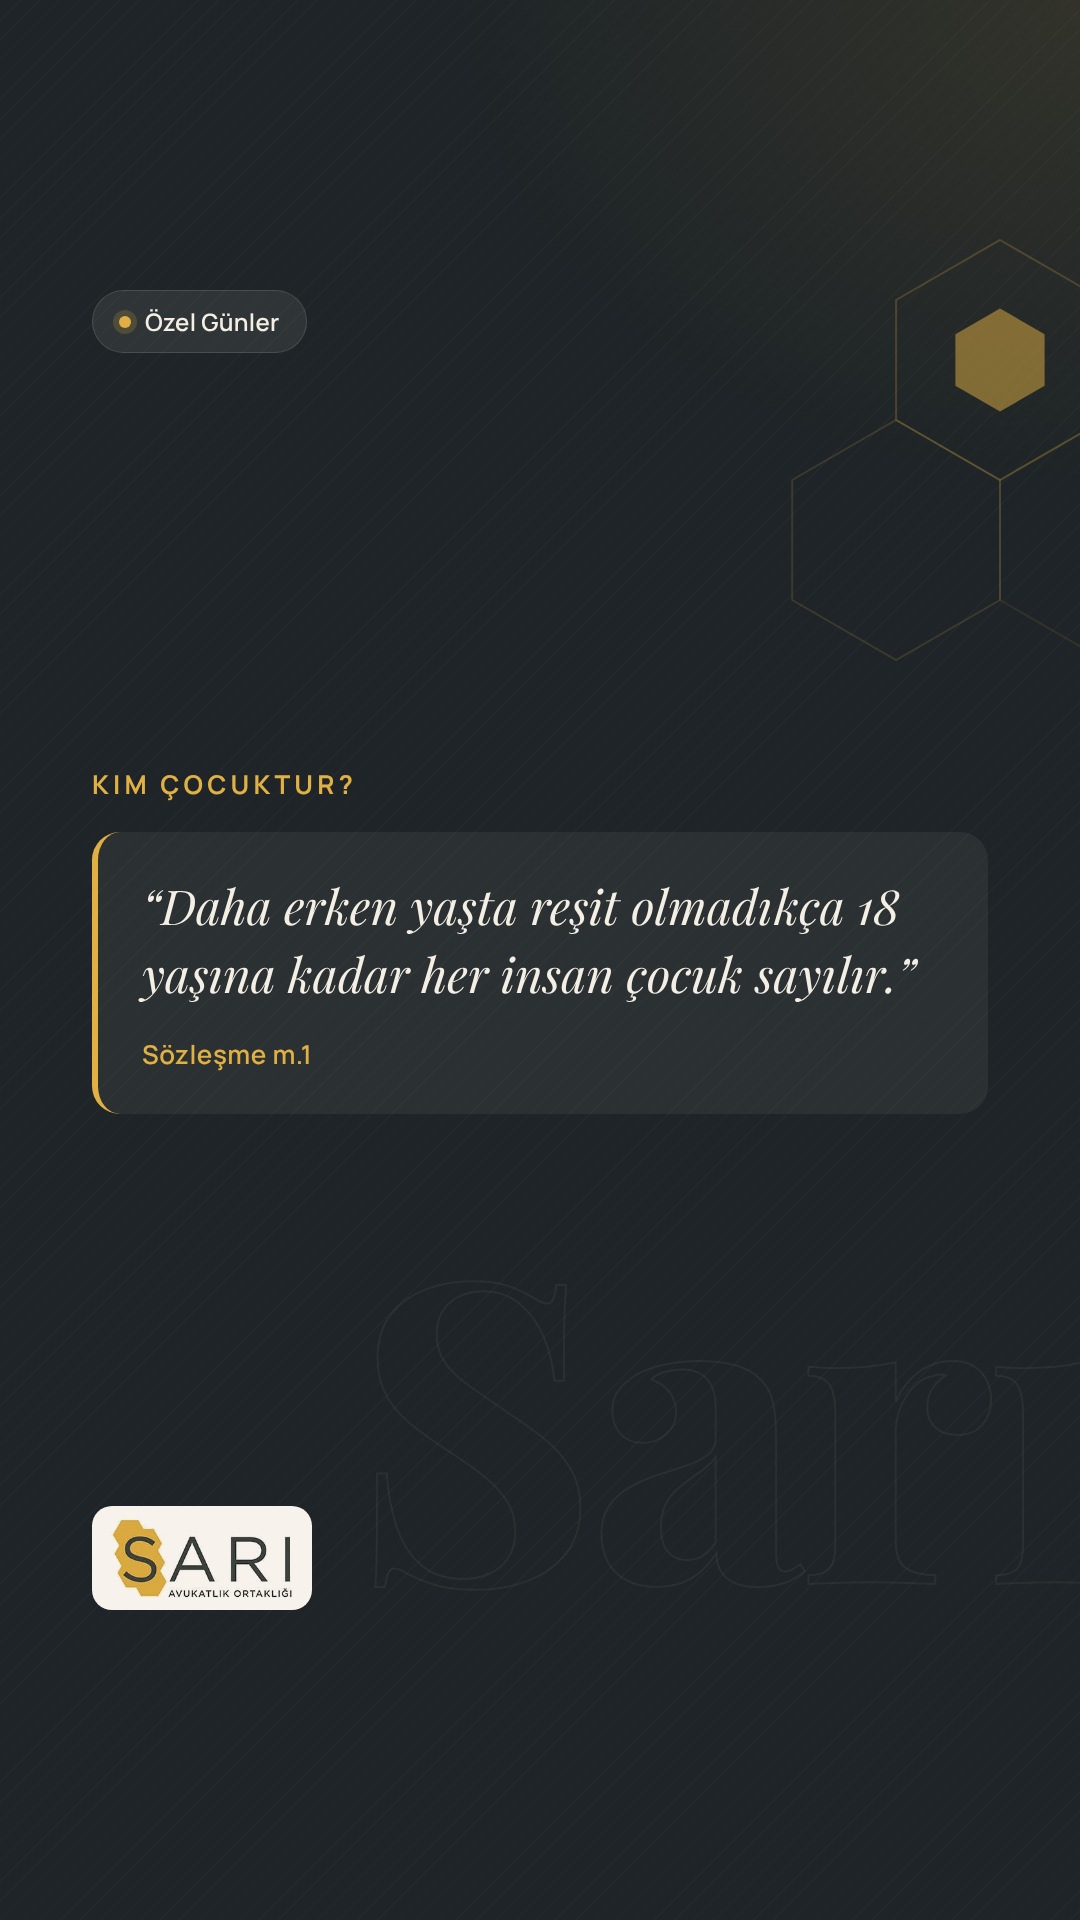 Özel Günler
KIM ÇOCUKTUR?
“Daha erken yaşta reşit olmadıkça 18
yaşına kadar her insan çocuk sayılır.”
Sözleşme m.1
Sarı
SARI
AVUKATLIK ORTAKLIĞI